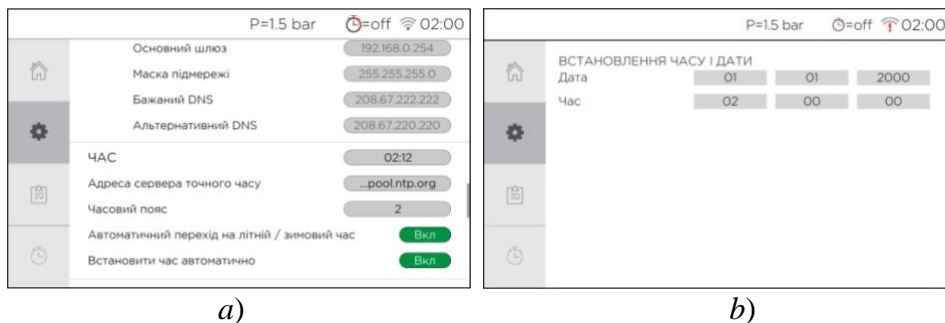 P=1.5 bar =off 02:00
Основний шлюз 192.168.0.254
Маска підмережі 255.255.255.0
Бажаний DNS 208.67.222.222
Альтернативний DNS 208.67.220.220
ЧАС 02:12
Адреса сервера точного часу ...pool.ntp.org
Часовий пояс 2
Автоматичний перехід на літній / зимовий час Вкл
Встановити час автоматично Вкл
a)
P=1.5 bar =off 02:00
ВСТАНОВЛЕННЯ ЧАСУ І ДАТИ
Дата 01 01 2000
Час 02 00 00
b)